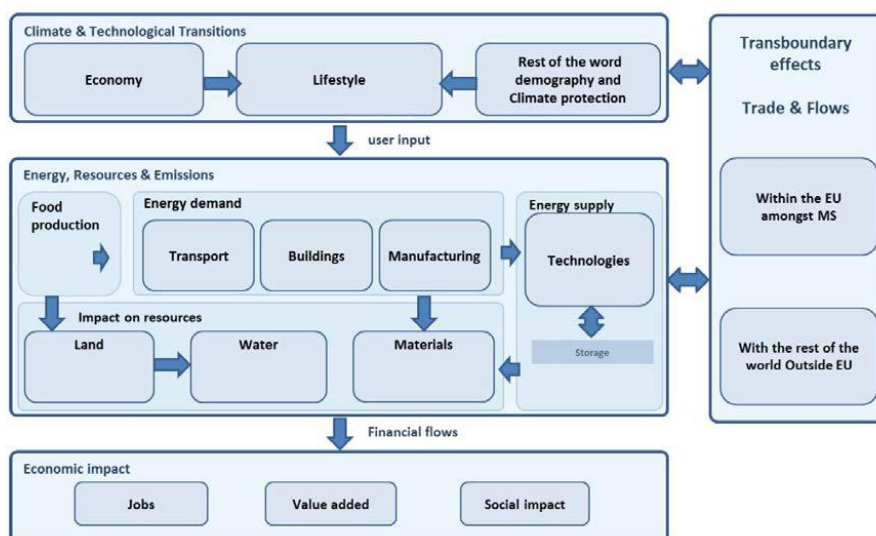 Climate & Technological Transitions
Economy
Lifestyle
Rest of the word
demography and
Climate protection
user input
Energy, Resources & Emissions
Food
production
Energy demand
Transport
Buildings
Manufacturing
Energy supply
Technologies
Storage
Impact on resources
Land
Water
Materials
Financial flows
Economic impact
Jobs
Value added
Social impact
Transboundary
effects
Trade & Flows
Within the EU
amongst MS
With the rest of the
world Outside EU